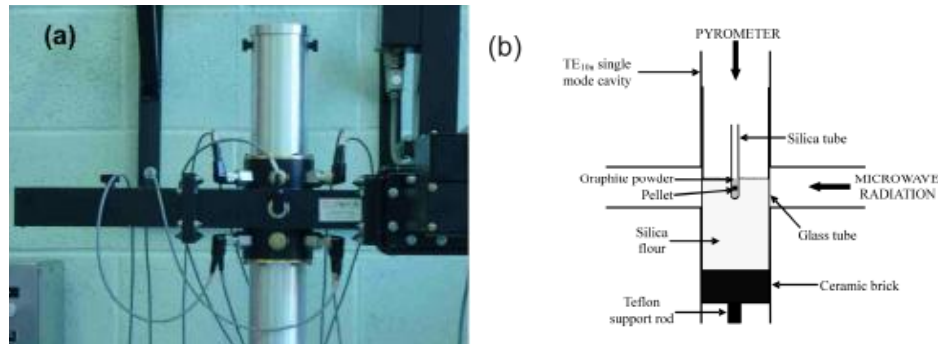 (a)
(b)
PYROMETER
TE₁₀ₙ single
mode cavity
Silica tube
Graphite powder
Pellet
MICROWAVE
RADIATION
Glass tube
Silica
flour
Ceramic brick
Teflon
support rod